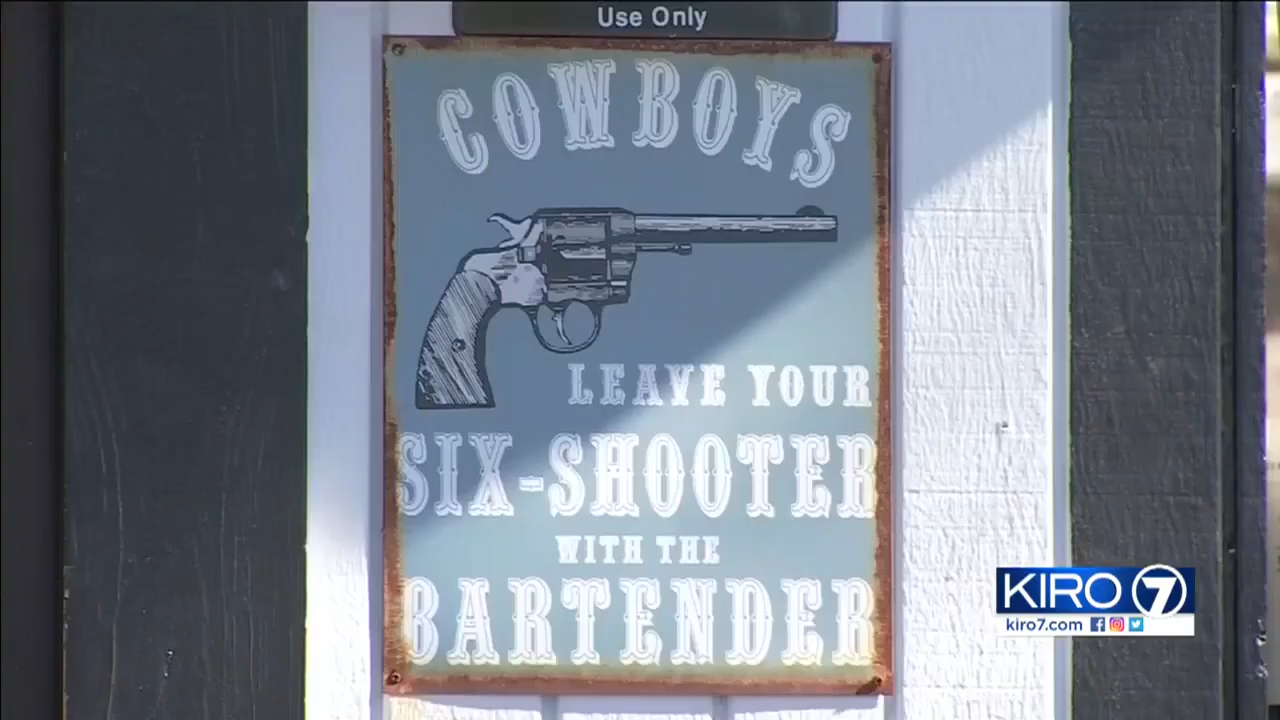 Use Only
COWBOYS
LEAVE YOUR
SIX-SHOOTER
WITH THE
BARTENDER
KIRO 7
kiro7.com